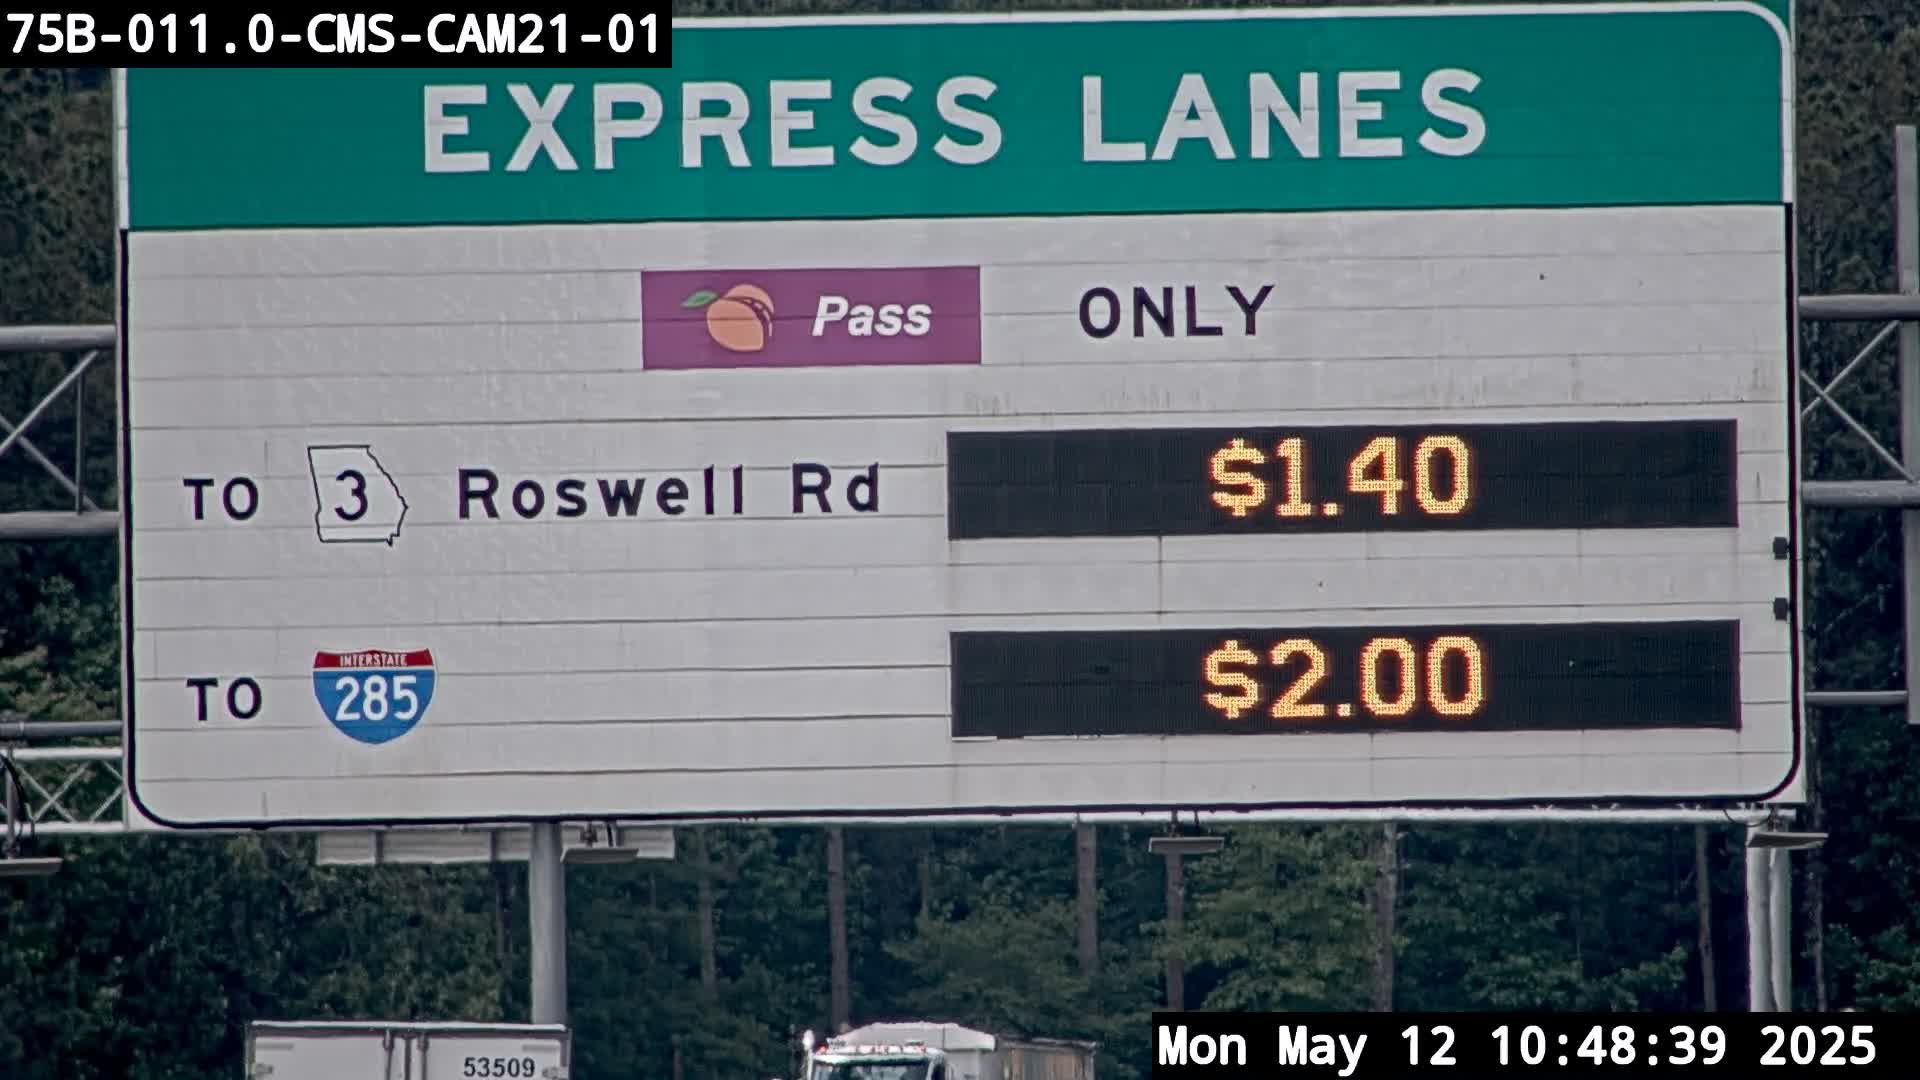 75B-011.0-CMS-CAM21-01
EXPRESS LANES
Pass ONLY
TO 3 Roswell Rd $1.40
TO INTERSTATE 285 $2.00
53509
Mon May 12 10:48:39 2025